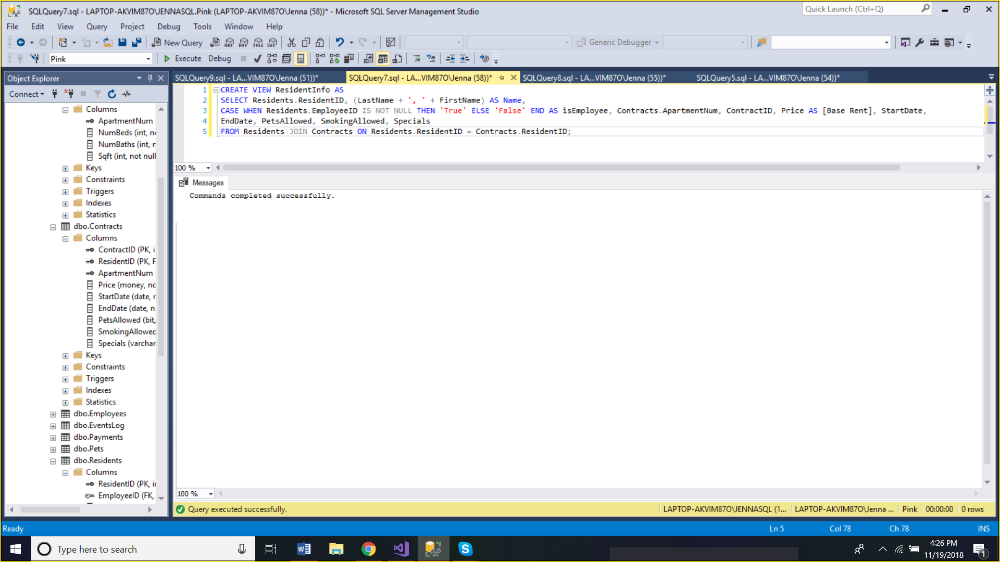 SQLQuery7.sql - LAPTOP-AKVIM87O\JENNASQL.Pink (LAPTOP-AKVIM87O\Jenna (58))* - Microsoft SQL Server Management Studio
Quick Launch (Ctrl+Q)
File Edit View Query Project Debug Tools Window Help
New Query MDX DMX XMLA DAX Generic Debugger
Pink Execute Debug
Object Explorer
Connect
Columns
ApartmentNum
NumBeds (int, no
NumBaths (int, n
Sqft (int, not null
Keys
Constraints
Triggers
Indexes
Statistics
dbo.Contracts
Columns
ContractID (PK, i
ResidentID (PK, F
ApartmentNum
Price (money, no
StartDate (date, r
EndDate (date, n
PetsAllowed (bit,
SmokingAllowed
Specials (varchar
Keys
Constraints
Triggers
Indexes
Statistics
dbo.Employees
dbo.EventsLog
dbo.Payments
dbo.Pets
dbo.Residents
Columns
ResidentID (PK, in
EmployeeID (FK,
SQLQuery9.sql - LA...VIM87O\Jenna (51))* SQLQuery7.sql - LA...VIM87O\Jenna (58))* SQLQuery8.sql - LA...VIM87O\Jenna (55))* SQLQuery5.sql - LA...VIM87O\Jenna (54))*
1 CREATE VIEW ResidentInfo AS
2 SELECT Residents.ResidentID, (LastName + ', ' + FirstName) AS Name,
3 CASE WHEN Residents.EmployeeID IS NOT NULL THEN 'True' ELSE 'False' END AS isEmployee, Contracts.ApartmentNum, ContractID, Price AS [Base Rent], StartDate,
4 EndDate, PetsAllowed, SmokingAllowed, Specials
5 FROM Residents JOIN Contracts ON Residents.ResidentID = Contracts.ResidentID;
100 %
Messages
Commands completed successfully.
100 %
Query executed successfully. LAPTOP-AKVIM87O\JENNASQL (1... LAPTOP-AKVIM87O\Jenna ... Pink 00:00:00 0 rows
Ready Ln 5 Col 78 Ch 78 INS
Type here to search
4:26 PM
11/19/2018
1